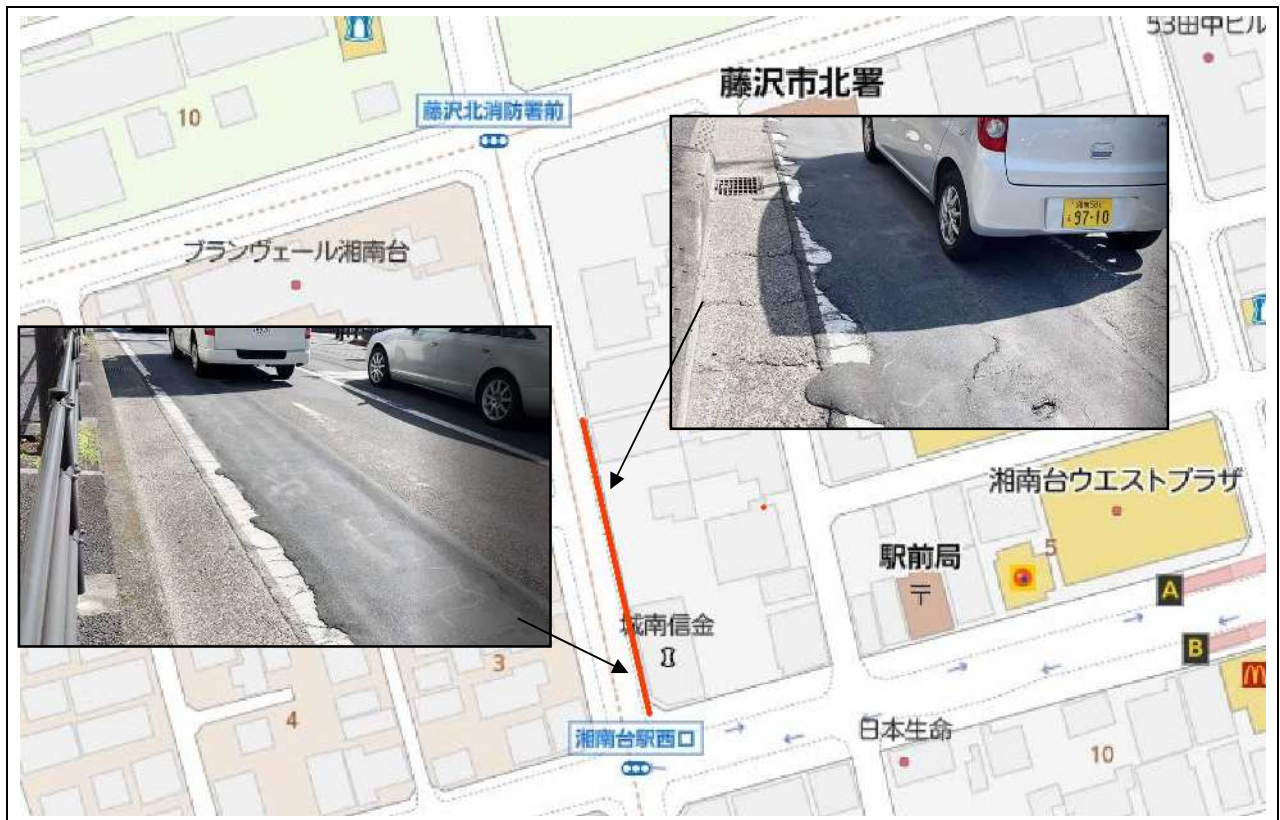 53田中ビル
藤沢市北署
10
藤沢北消防署前
97-10
ブランヴェール湘南台
湘南台ウエストプラザ
5
駅前局
〒
A
城南信金
B
3
4
湘南台駅西口
日本生命
10